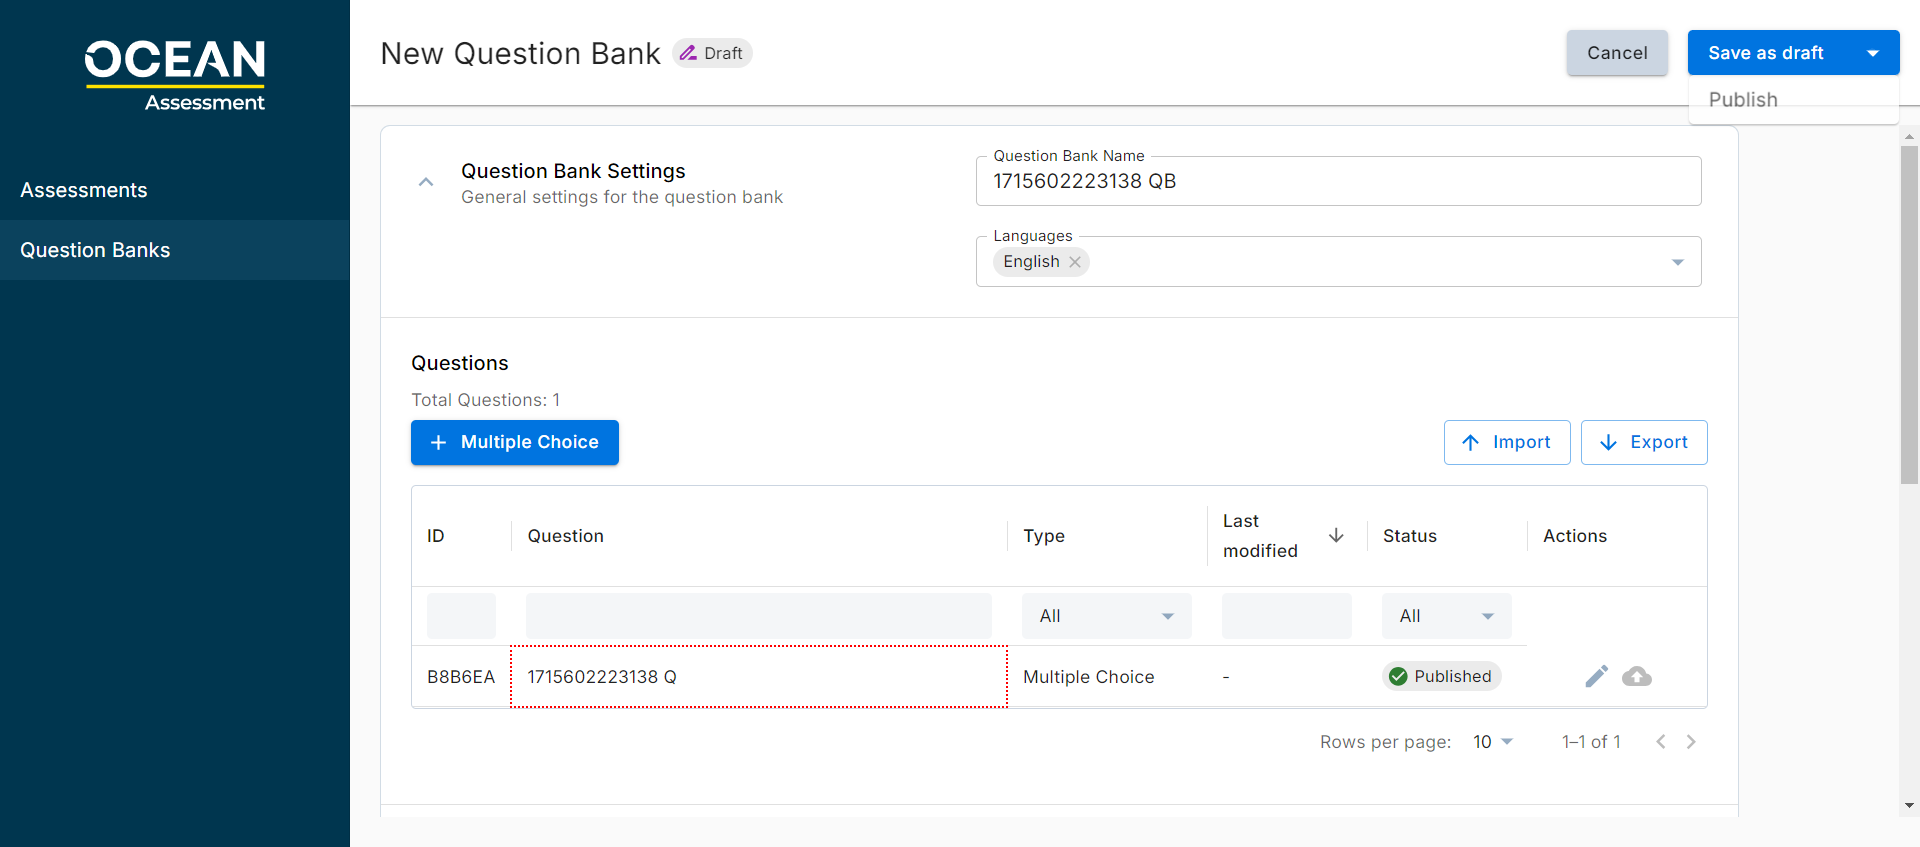 OCEAN
Assessment
Assessments
Question Banks
New Question Bank
Draft
Cancel
Save as draft
Publish
Question Bank Settings
General settings for the question bank
Question Bank Name
1715602223138 QB
Languages
English
Questions
Total Questions: 1
Multiple Choice
Import
Export
ID
Question
Type
Last
modified
Status
Actions
All
All
B8B6EA
1715602223138 Q
Multiple Choice
-
Published
Rows per page: 10
1–1 of 1